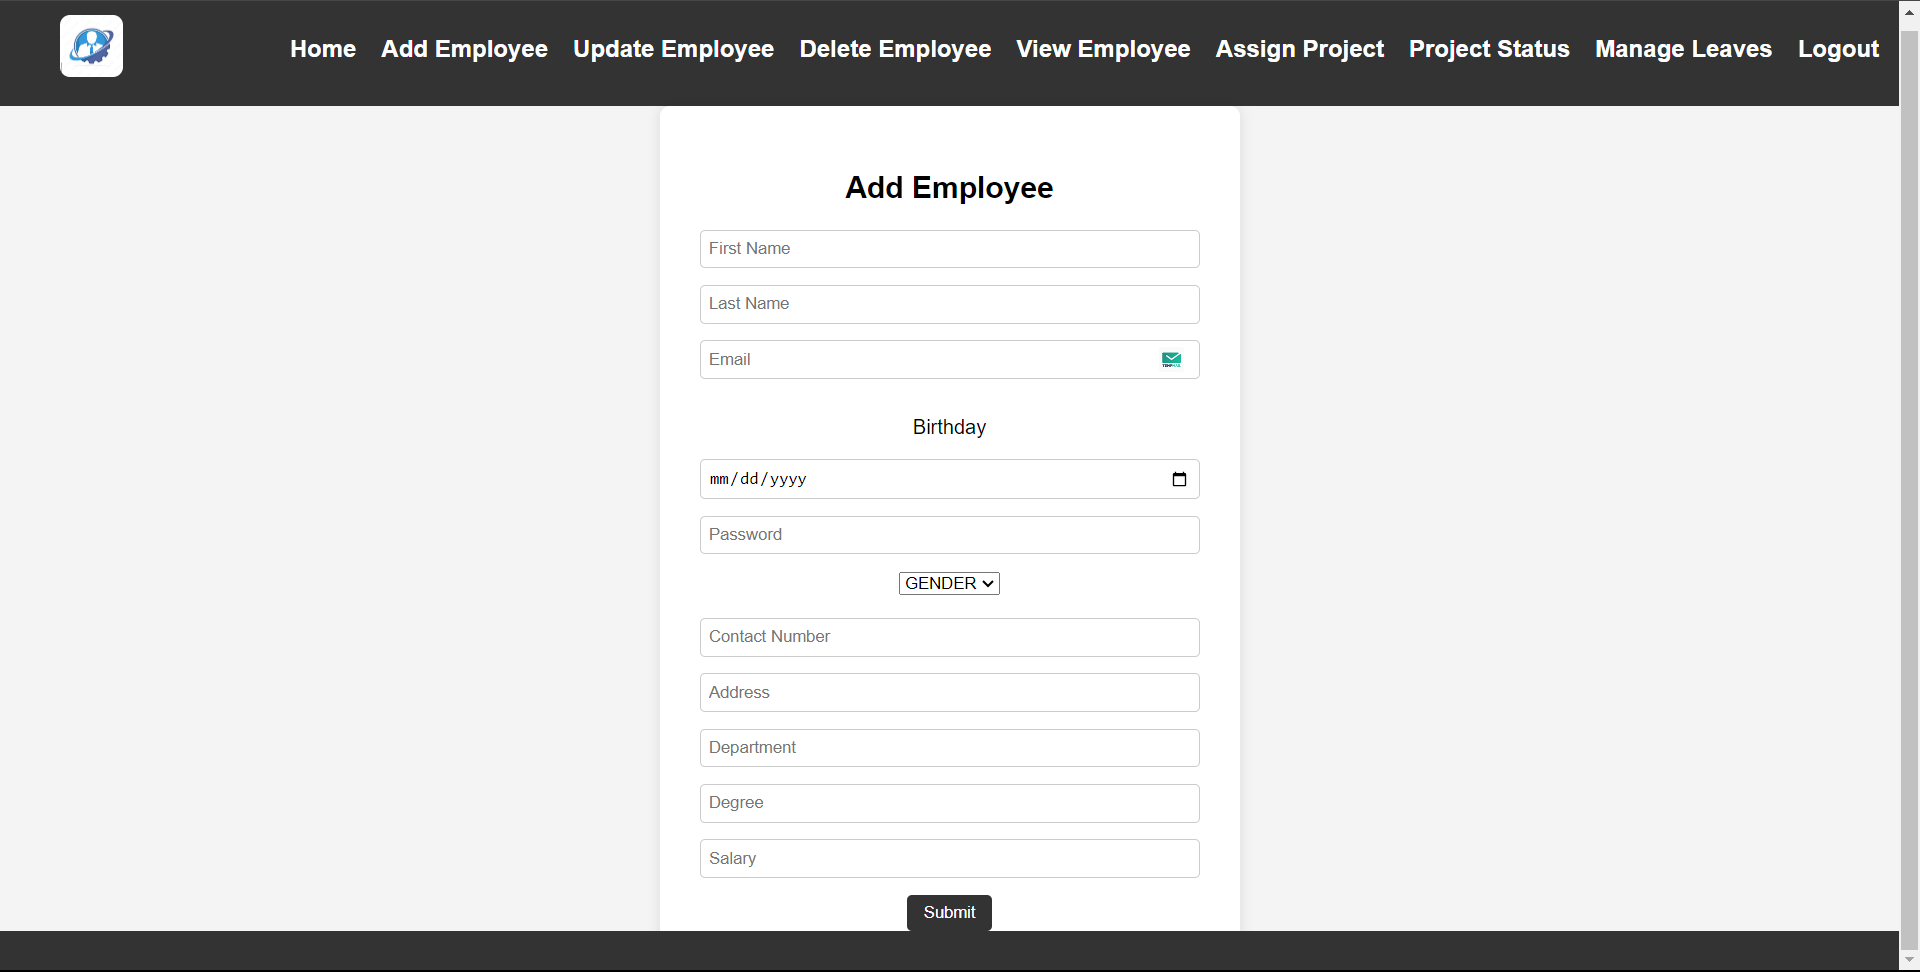 Home Add Employee Update Employee Delete Employee View Employee Assign Project Project Status Manage Leaves Logout
Add Employee
First Name
Last Name
Email
Birthday
mm/dd/yyyy
Password
GENDER
Contact Number
Address
Department
Degree
Salary
Submit